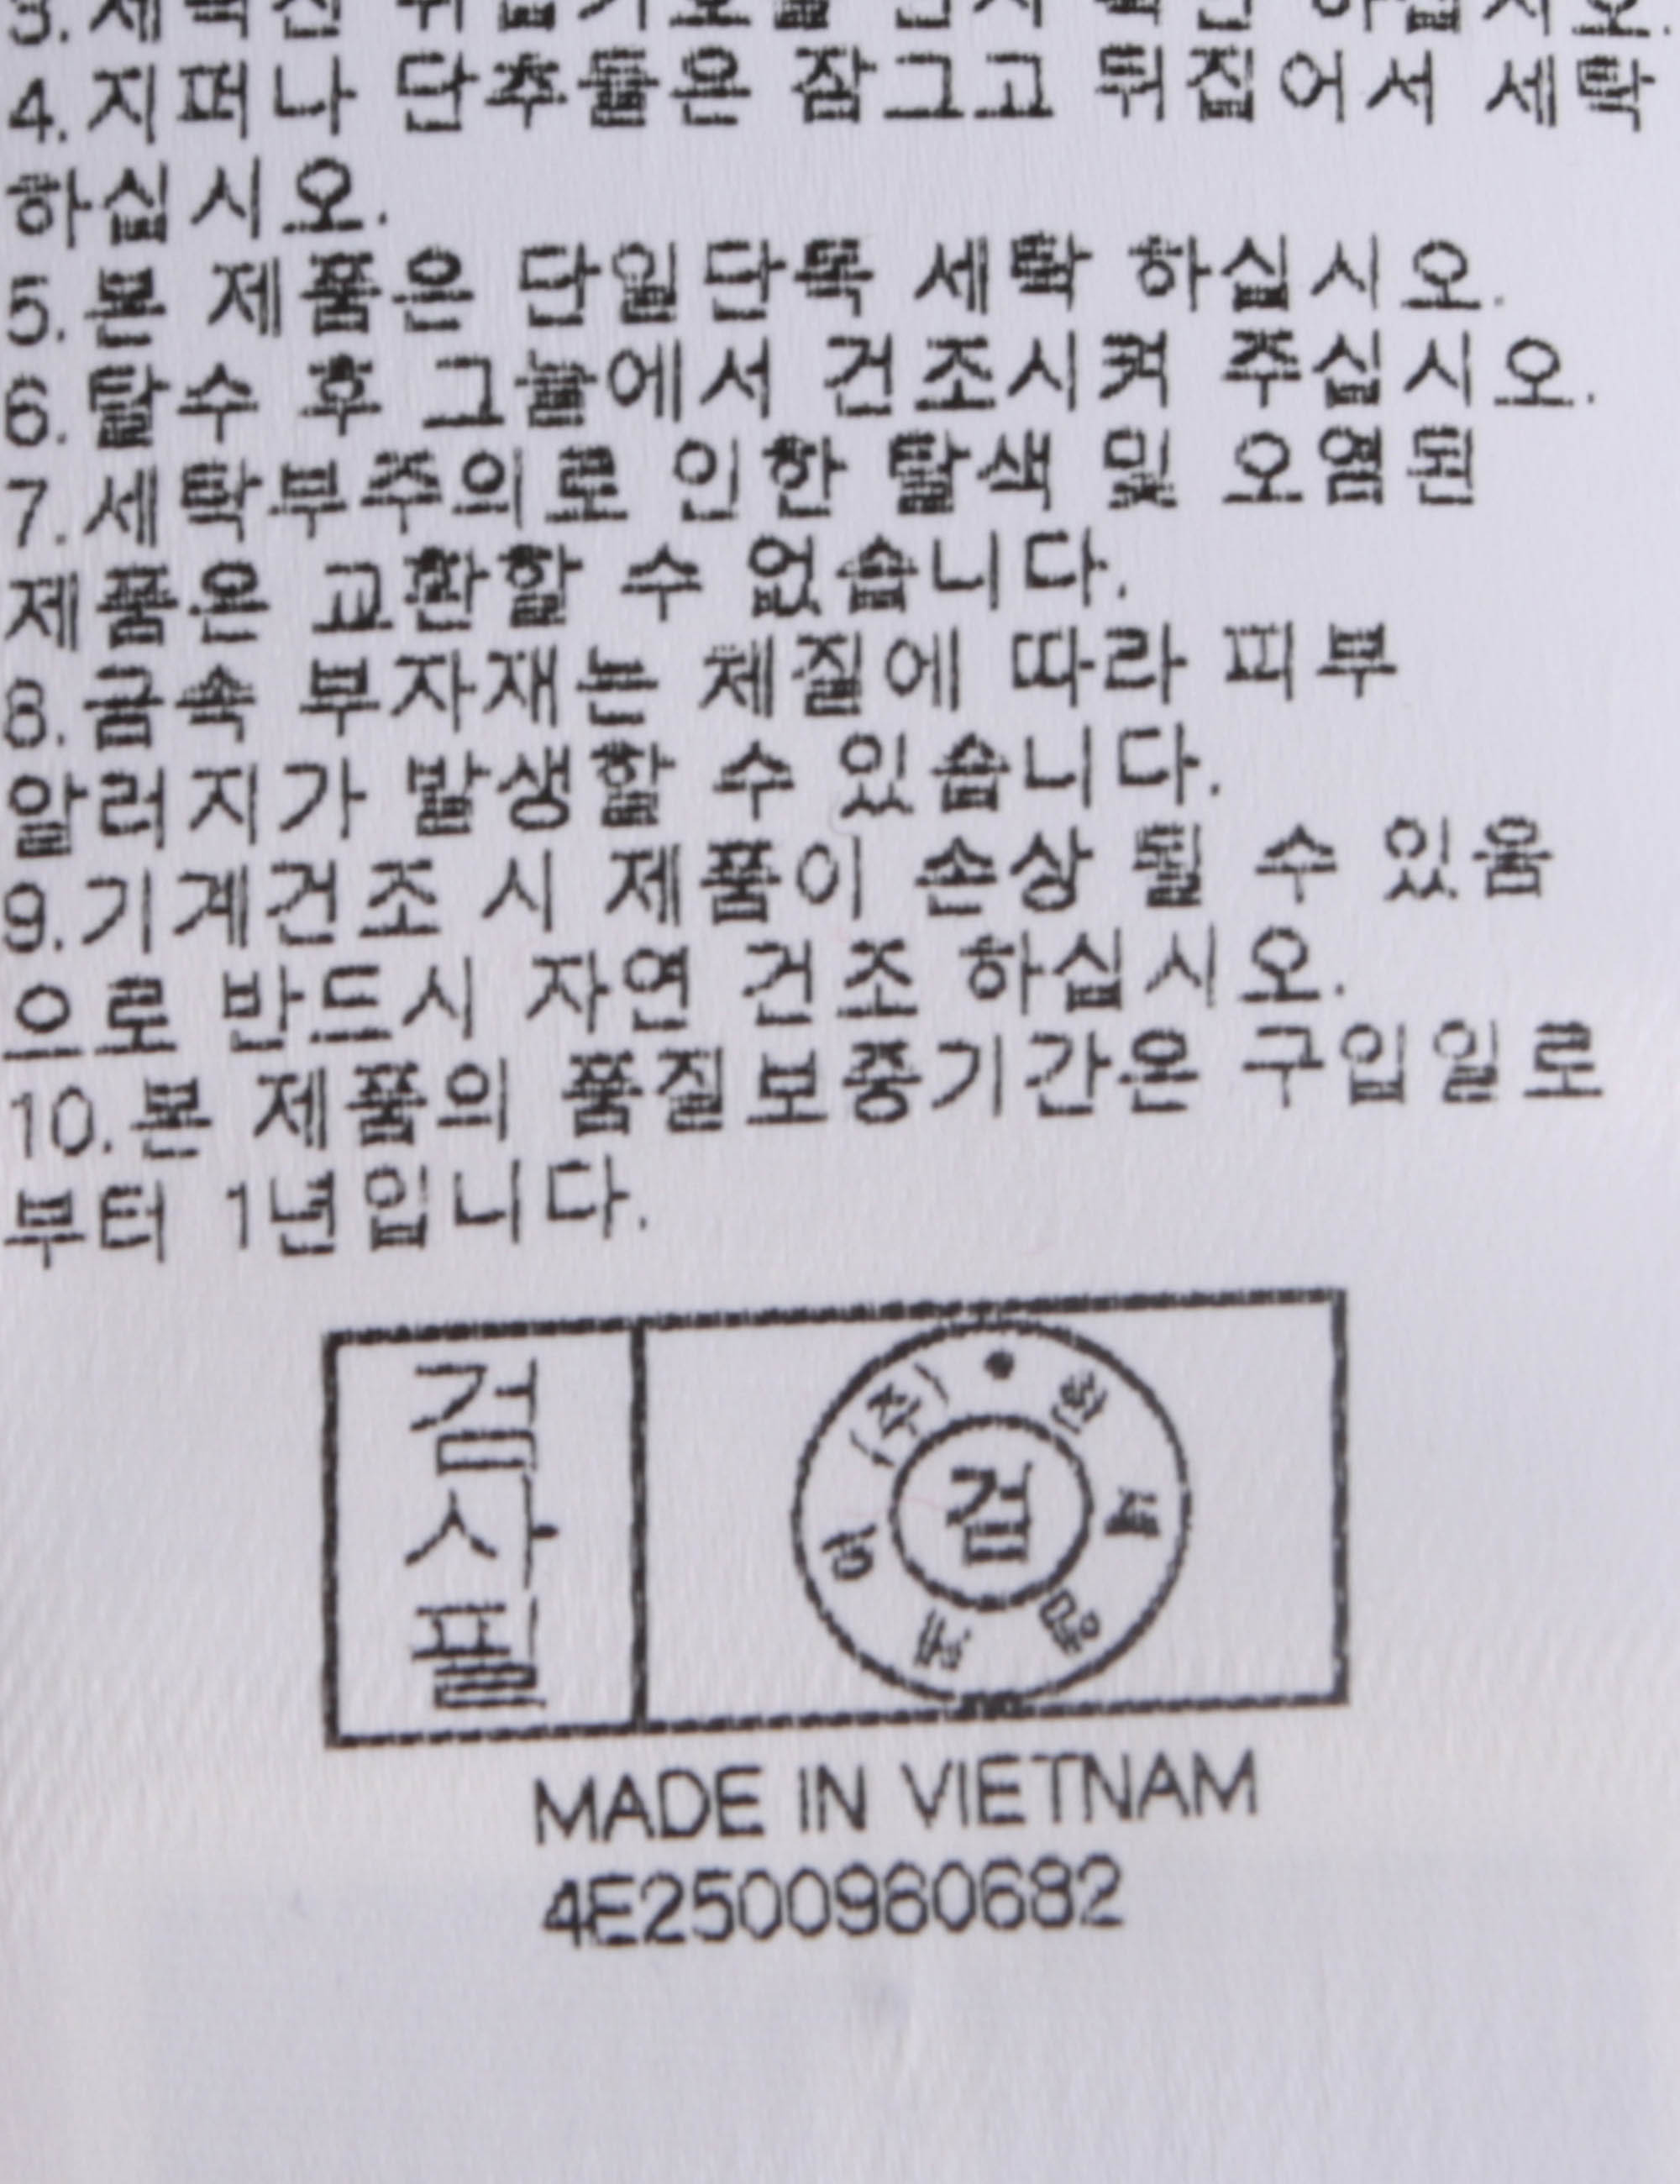 4.지퍼나 단추들은 잠그고 뒤집어서 세탁
하십시오.
5.본 제품은 단일단독 세탁 하십시오.
6.탈수 후 그늘에서 건조시켜 주십시오.
7.세탁부주의로 인한 탈색 및 오염된
제품은 교환할 수 없습니다.
8.금속 부자재는 체질에 따라 피부
알러지가 발생할 수 있습니다.
9.기계건조 시 제품이 손상 될 수 있움
으로 반드시 자연 건조 하십시오.
10.본 제품의 품질보증기간은 구입일로
부터 1년입니다.
검사필
(주)•한세엠케이
검
MADE IN VIETNAM
4E2500960682